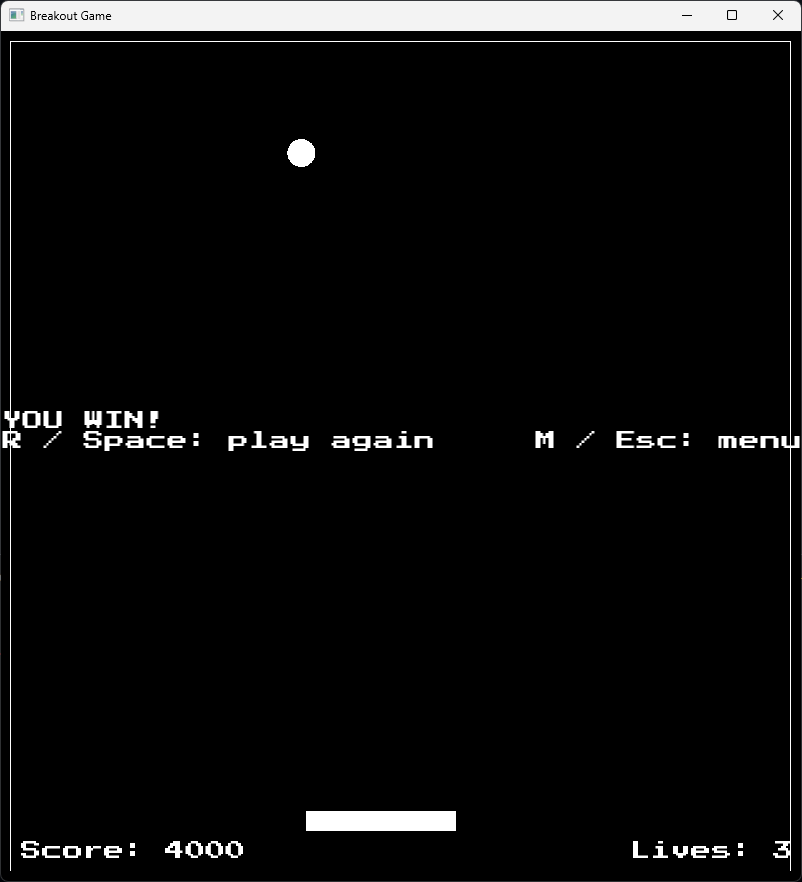 Breakout Game
YOU WIN!
R / Space: play again     M / Esc: menu
Score: 4000     Lives: 3